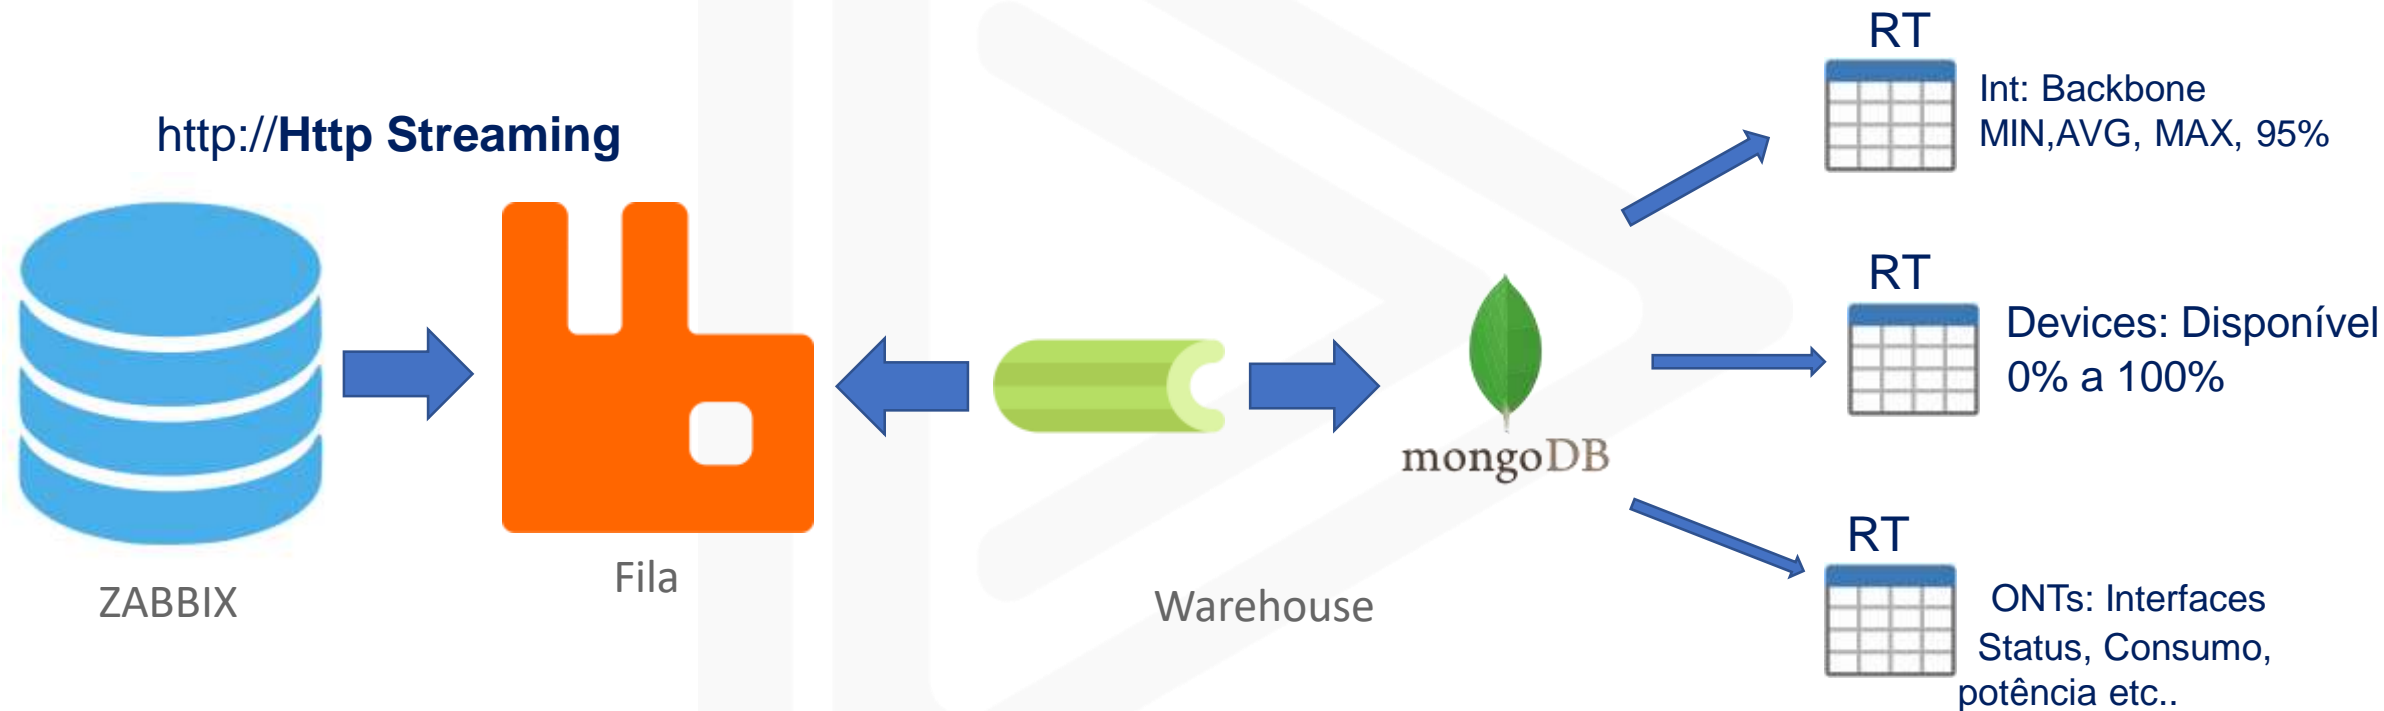 http://Http Streaming
ZABBIX
Fila
Warehouse
mongoDB
RT
Int: Backbone
MIN,AVG, MAX, 95%
RT
Devices: Disponível
0% a 100%
RT
ONTs: Interfaces
Status, Consumo,
potência etc..